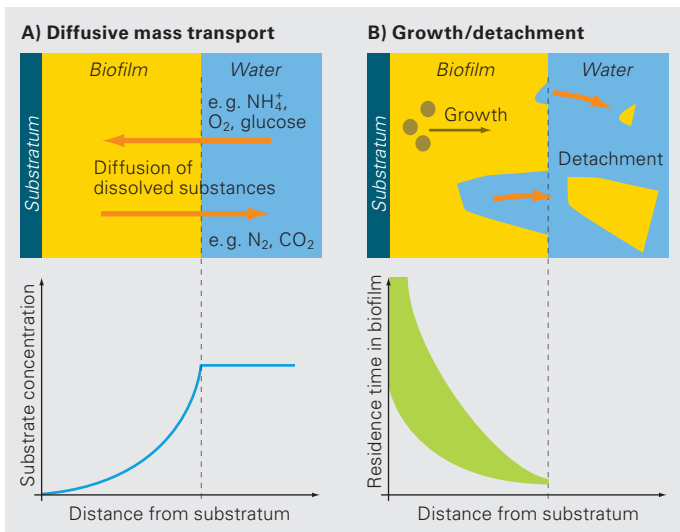 A) Diffusive mass transport
Biofilm
Water
Substratum
e.g. NH₄⁺,
O₂, glucose
Diffusion of
dissolved substances
e.g. N₂, CO₂
Substrate concentration
Distance from substratum
B) Growth/detachment
Biofilm
Water
Substratum
Growth
Detachment
Residence time in biofilm
Distance from substratum